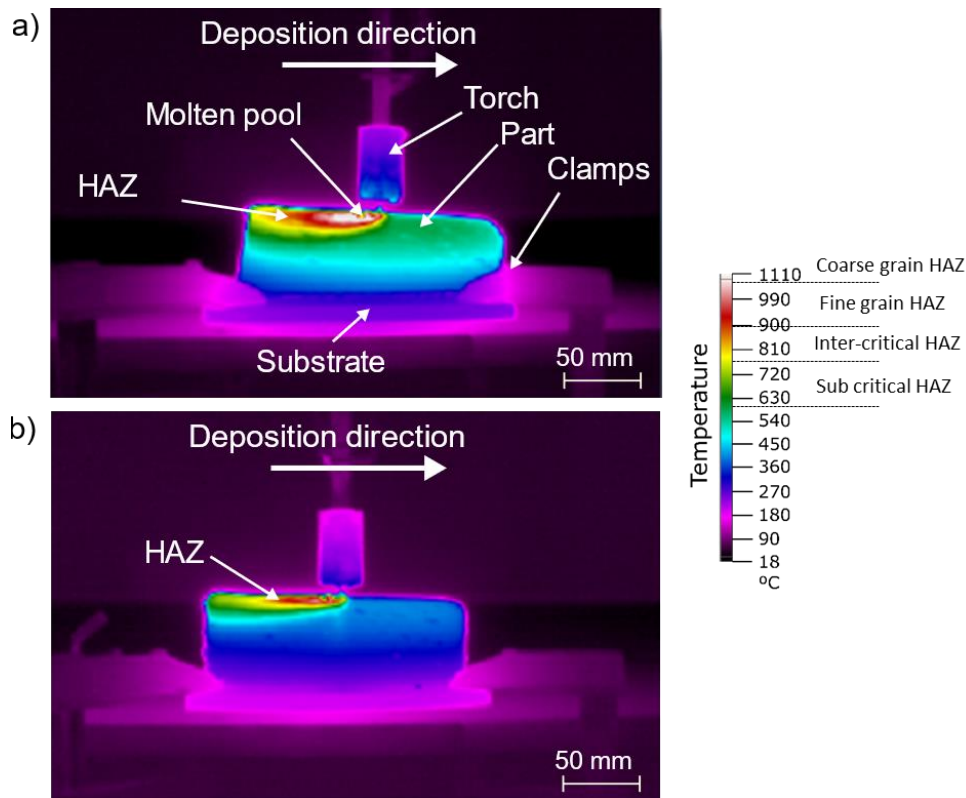 a)
Deposition direction
Molten pool
Torch
Part
HAZ
Clamps
Substrate
50 mm
b)
Deposition direction
HAZ
50 mm
Temperature
1110
990
900
810
720
630
540
450
360
270
180
90
18
ºC
Coarse grain HAZ
Fine grain HAZ
Inter-critical HAZ
Sub critical HAZ